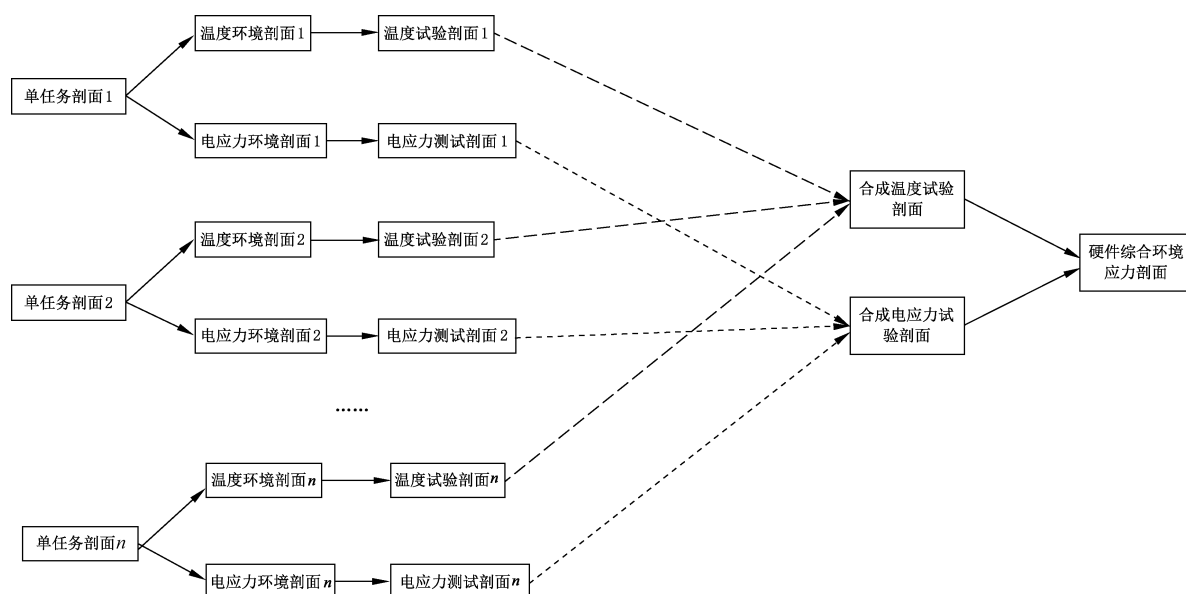 温度环境剖面1
温度试验剖面1
单任务剖面1
电应力环境剖面1
电应力测试剖面1
合成温度试验
剖面
温度环境剖面2
温度试验剖面2
硬件综合环境
应力剖面
单任务剖面2
电应力环境剖面2
电应力测试剖面2
合成电应力试
验剖面
……
温度环境剖面n
温度试验剖面n
单任务剖面n
电应力环境剖面n
电应力测试剖面n